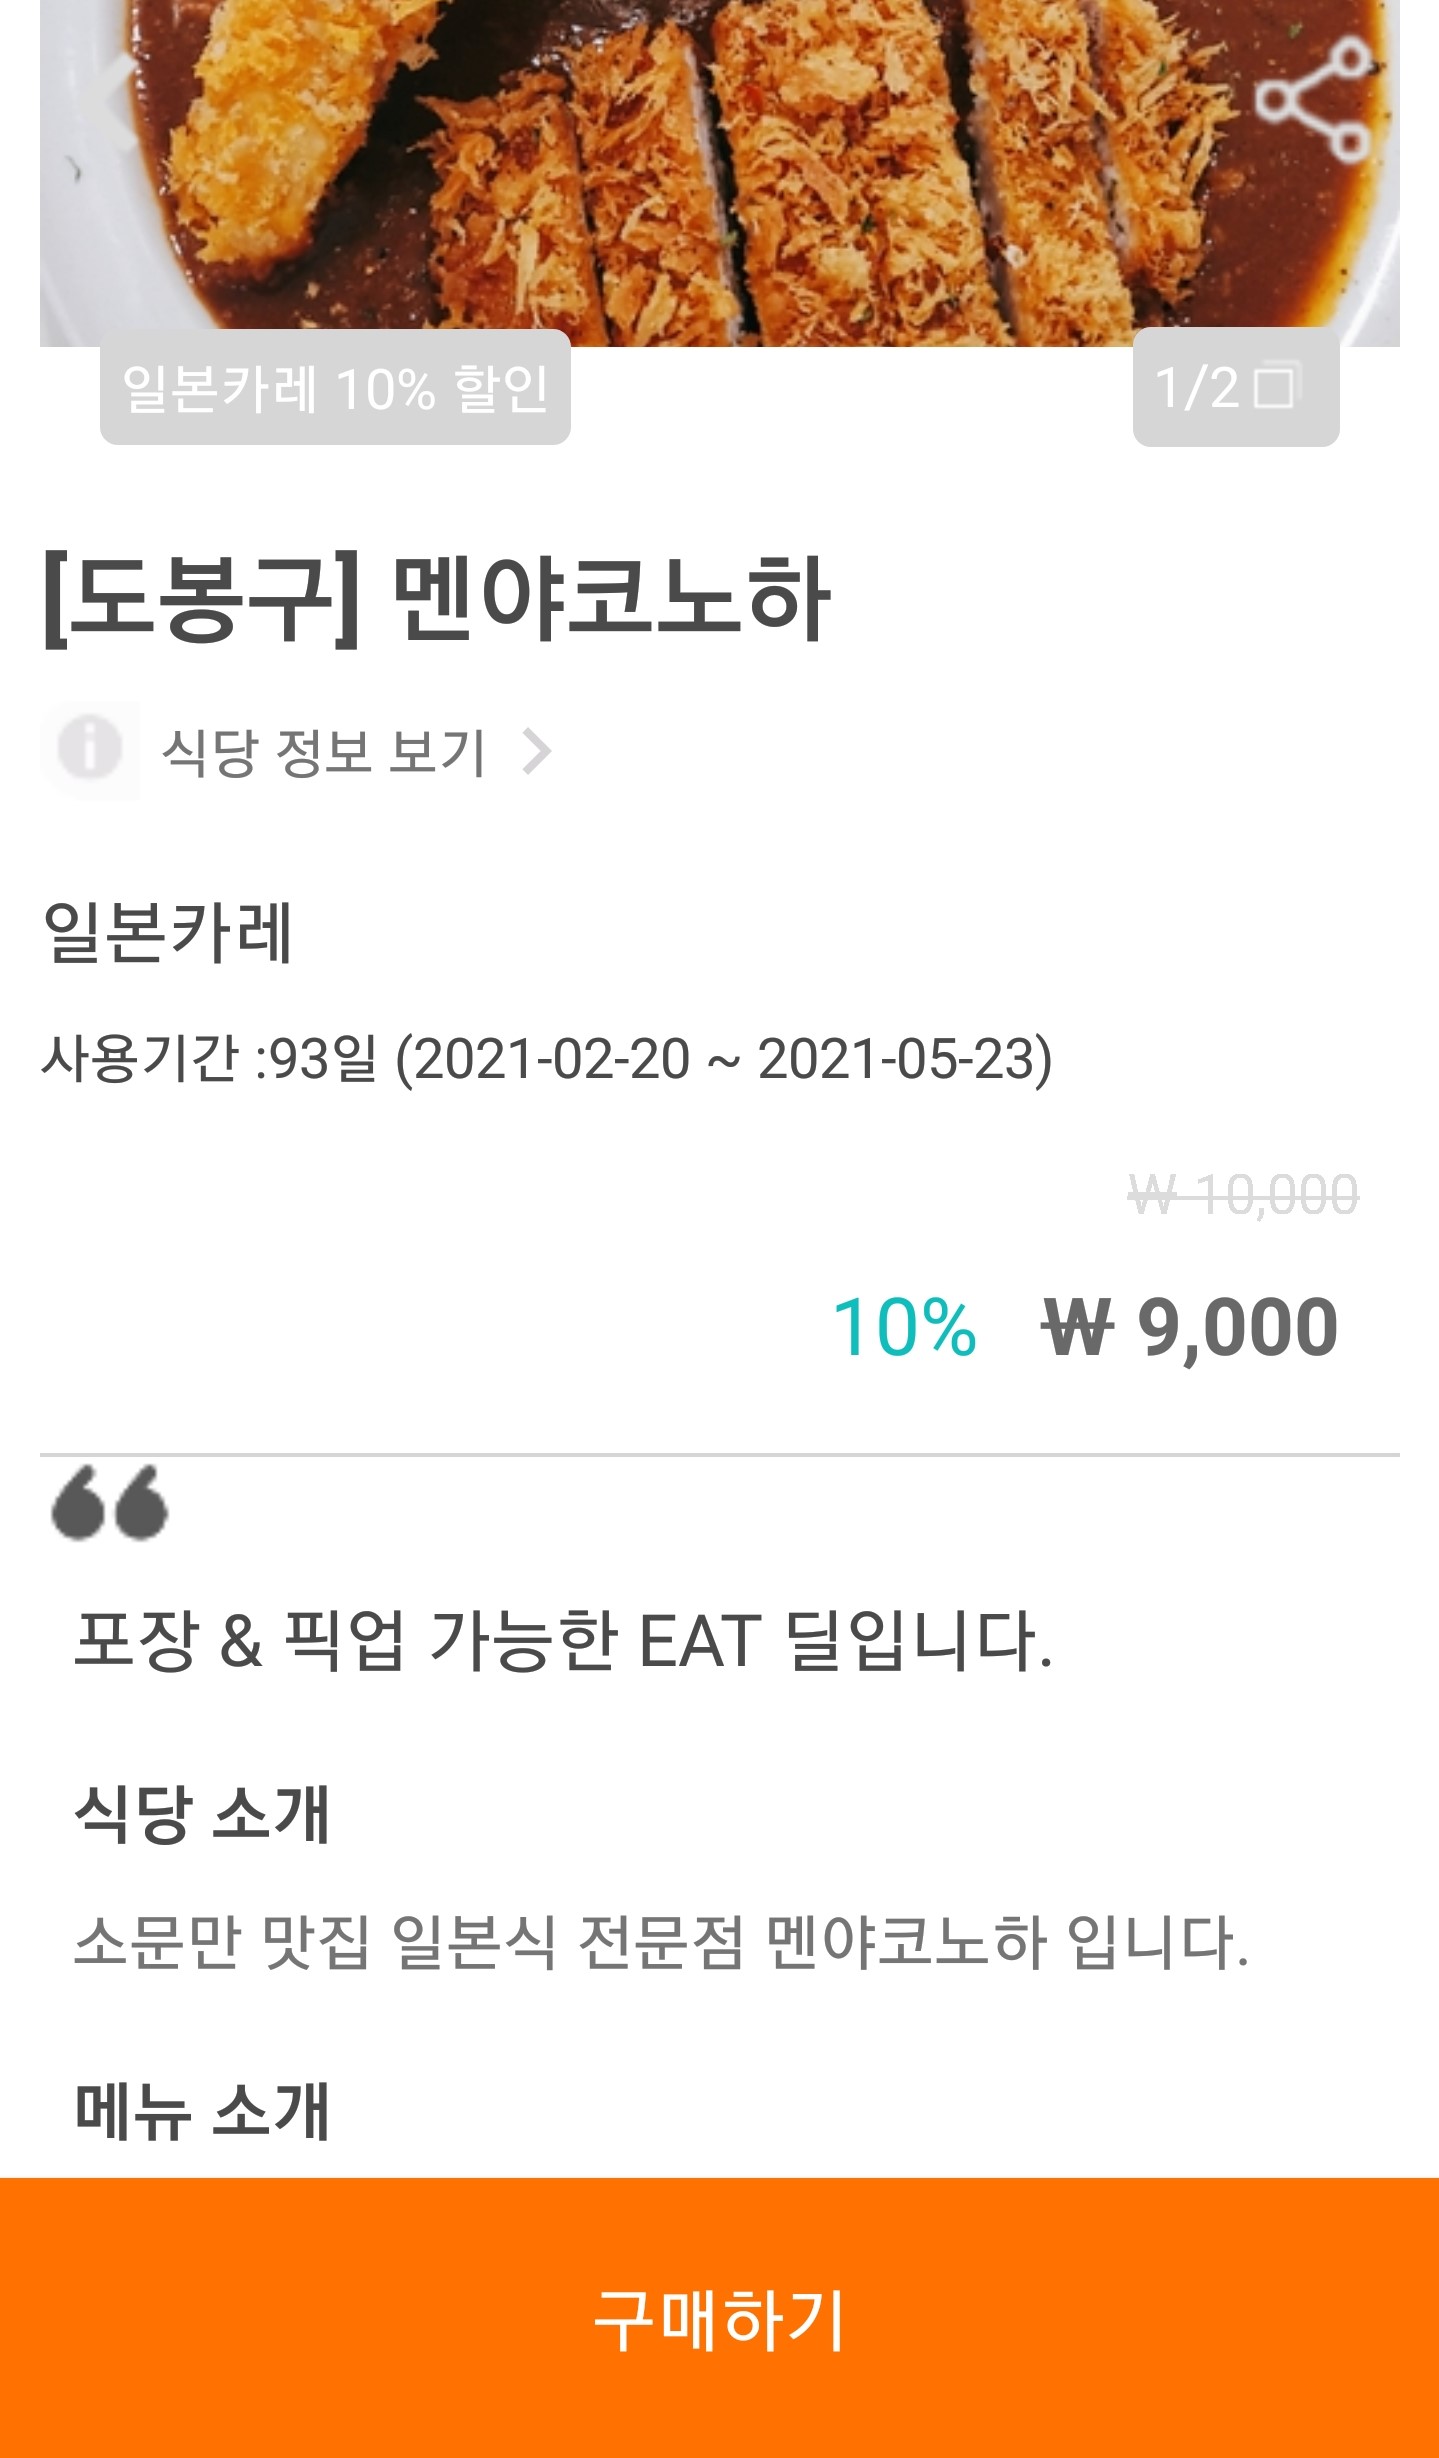 일본카레 10% 할인
1/2
[도봉구] 멘야코노하
식당 정보 보기
일본카레
사용기간 :93일 (2021-02-20 ~ 2021-05-23)
₩ 10,000
10% ₩ 9,000
포장 & 픽업 가능한 EAT 딜입니다.
식당 소개
소문만 맛집 일본식 전문점 멘야코노하 입니다.
메뉴 소개
구매하기